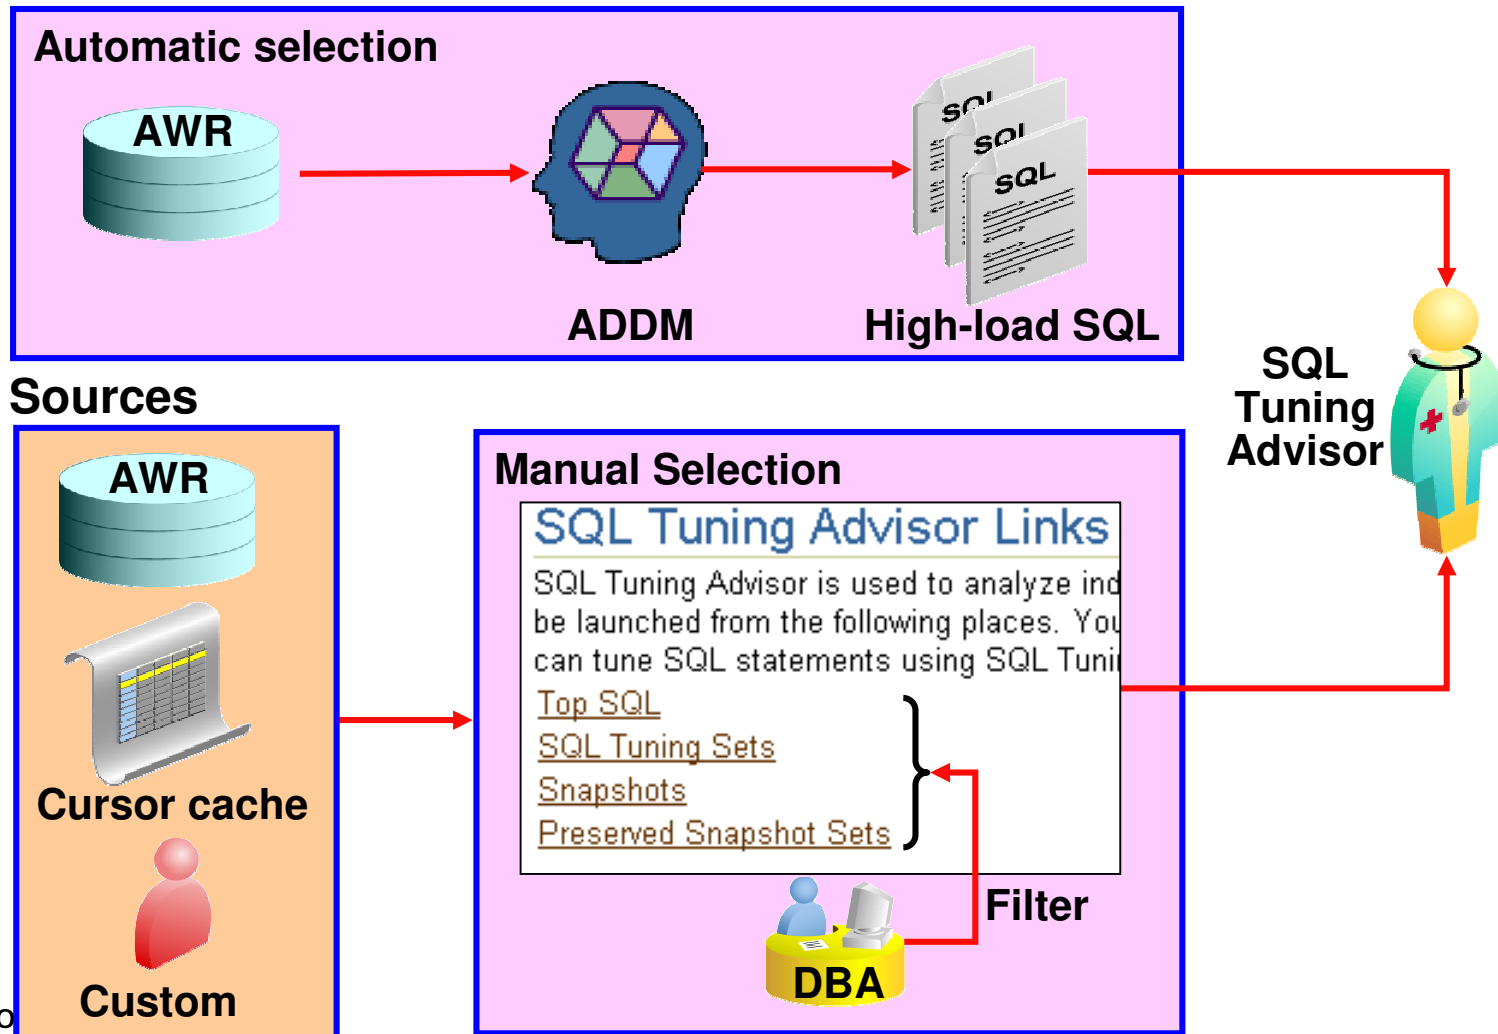 Automatic selection
AWR
SQL
SQL
SQL
ADDM
High-load SQL
SQL
Tuning
Advisor
Sources
AWR
Cursor cache
Custom
Manual Selection
SQL Tuning Advisor Links
SQL Tuning Advisor is used to analyze ind
be launched from the following places. You
can tune SQL statements using SQL Tuni
Top SQL
SQL Tuning Sets
Snapshots
Preserved Snapshot Sets
Filter
DBA